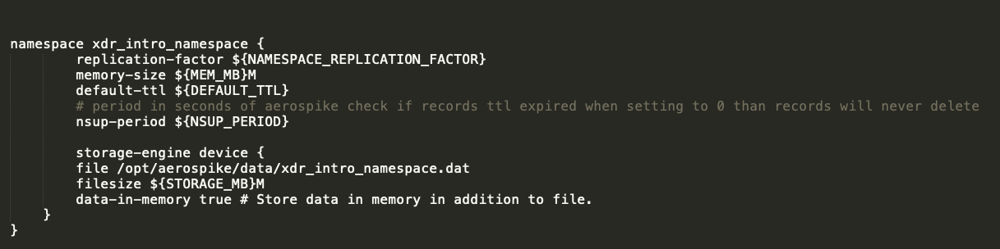 namespace xdr_intro_namespace {
replication-factor ${NAMESPACE_REPLICATION_FACTOR}
memory-size ${MEM_MB}M
default-ttl ${DEFAULT_TTL}
# period in seconds of aerospike check if records ttl expired when setting to 0 than records will never delete
nsup-period ${NSUP_PERIOD}
storage-engine device {
file /opt/aerospike/data/xdr_intro_namespace.dat
filesize ${STORAGE_MB}M
data-in-memory true # Store data in memory in addition to file.
}
}